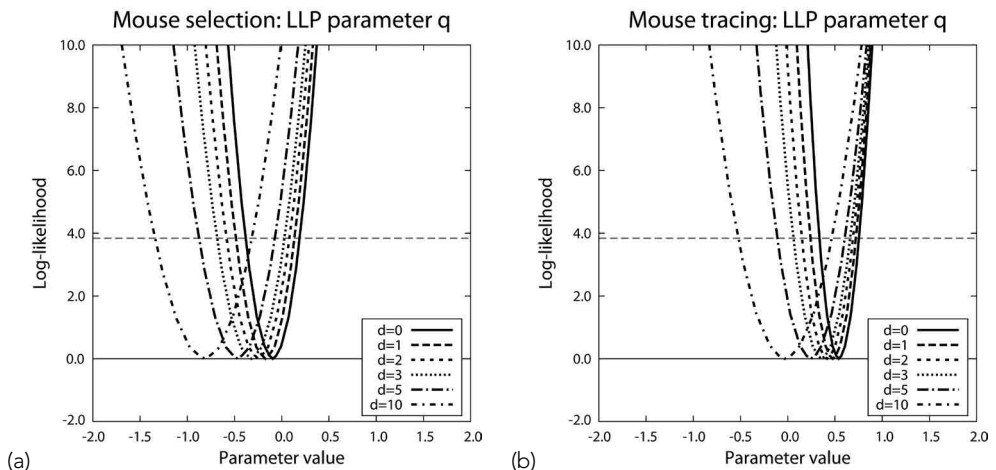 Mouse selection: LLP parameter q
10.0
8.0
6.0
4.0
2.0
0.0
-2.0
Log-likelihood
d=0
d=1
d=2
d=3
d=5
d=10
-2.0 -1.5 -1.0 -0.5 0.0 0.5 1.0 1.5 2.0
Parameter value
(a)
Mouse tracing: LLP parameter q
10.0
8.0
6.0
4.0
2.0
0.0
-2.0
Log-likelihood
d=0
d=1
d=2
d=3
d=5
d=10
-2.0 -1.5 -1.0 -0.5 0.0 0.5 1.0 1.5 2.0
Parameter value
(b)